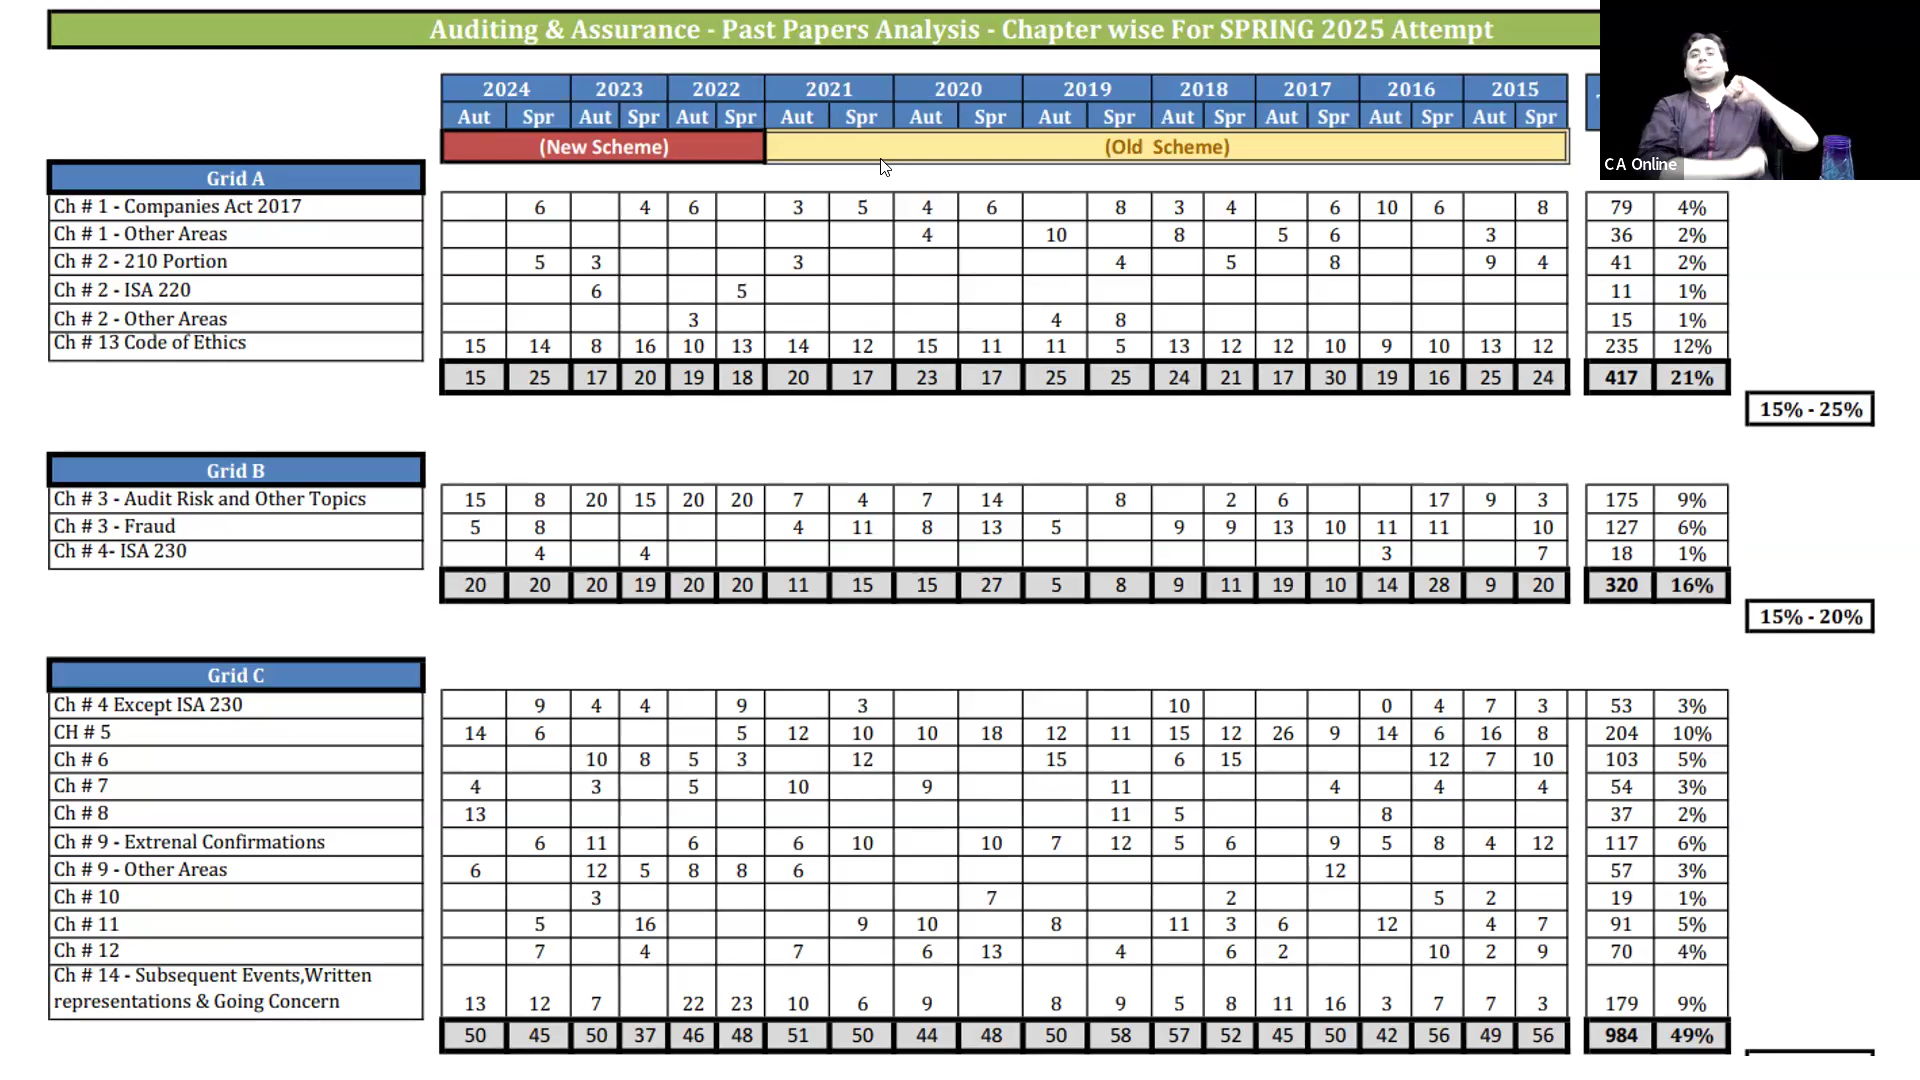 Auditing & Assurance - Past Papers Analysis - Chapter wise For SPRING 2025 Attempt
2024 2023 2022 2021 2020 2019 2018 2017 2016 2015
Aut Spr Aut Spr Aut Spr Aut Spr Aut Spr Aut Spr Aut Spr Aut Spr Aut Spr Aut Spr
(New Scheme) (Old Scheme)
CA Online
Grid A
Ch # 1 - Companies Act 2017 6 4 6 3 5 4 6 8 3 4 6 10 6 8 79 4%
Ch # 1 - Other Areas 4 10 8 5 6 3 36 2%
Ch # 2 - 210 Portion 5 3 3 4 5 8 9 4 41 2%
Ch # 2 - ISA 220 6 5 11 1%
Ch # 2 - Other Areas 3 4 8 15 1%
Ch # 13 Code of Ethics 15 14 8 16 10 13 14 12 15 11 11 5 13 12 12 10 9 10 13 12 235 12%
15 25 17 20 19 18 20 17 23 17 25 25 24 21 17 30 19 16 25 24 417 21%
15% - 25%
Grid B
Ch # 3 - Audit Risk and Other Topics 15 8 20 15 20 20 7 4 7 14 8 2 6 17 9 3 175 9%
Ch # 3 - Fraud 5 8 4 11 8 13 5 9 9 13 10 11 11 10 127 6%
Ch # 4- ISA 230 4 4 3 7 18 1%
20 20 20 19 20 20 11 15 15 27 5 8 9 11 19 10 14 28 9 20 320 16%
15% - 20%
Grid C
Ch # 4 Except ISA 230 9 4 4 9 3 10 0 4 7 3 53 3%
CH # 5 14 6 5 12 10 10 18 12 11 15 12 26 9 14 6 16 8 204 10%
Ch # 6 10 8 5 3 12 15 6 15 12 7 10 103 5%
Ch # 7 4 3 5 10 9 11 4 4 4 54 3%
Ch # 8 13 11 5 8 37 2%
Ch # 9 - Extrenal Confirmations 6 11 6 6 10 10 7 12 5 6 9 5 8 4 12 117 6%
Ch # 9 - Other Areas 6 12 5 8 8 6 12 57 3%
Ch # 10 3 7 2 5 2 19 1%
Ch # 11 5 16 9 10 8 11 3 6 12 4 7 91 5%
Ch # 12 7 4 7 6 13 4 6 2 10 2 9 70 4%
Ch # 14 - Subsequent Events,Written
representations & Going Concern 13 12 7 22 23 10 6 9 8 9 5 8 11 16 3 7 7 3 179 9%
50 45 50 37 46 48 51 50 44 48 50 58 57 52 45 50 42 56 49 56 984 49%